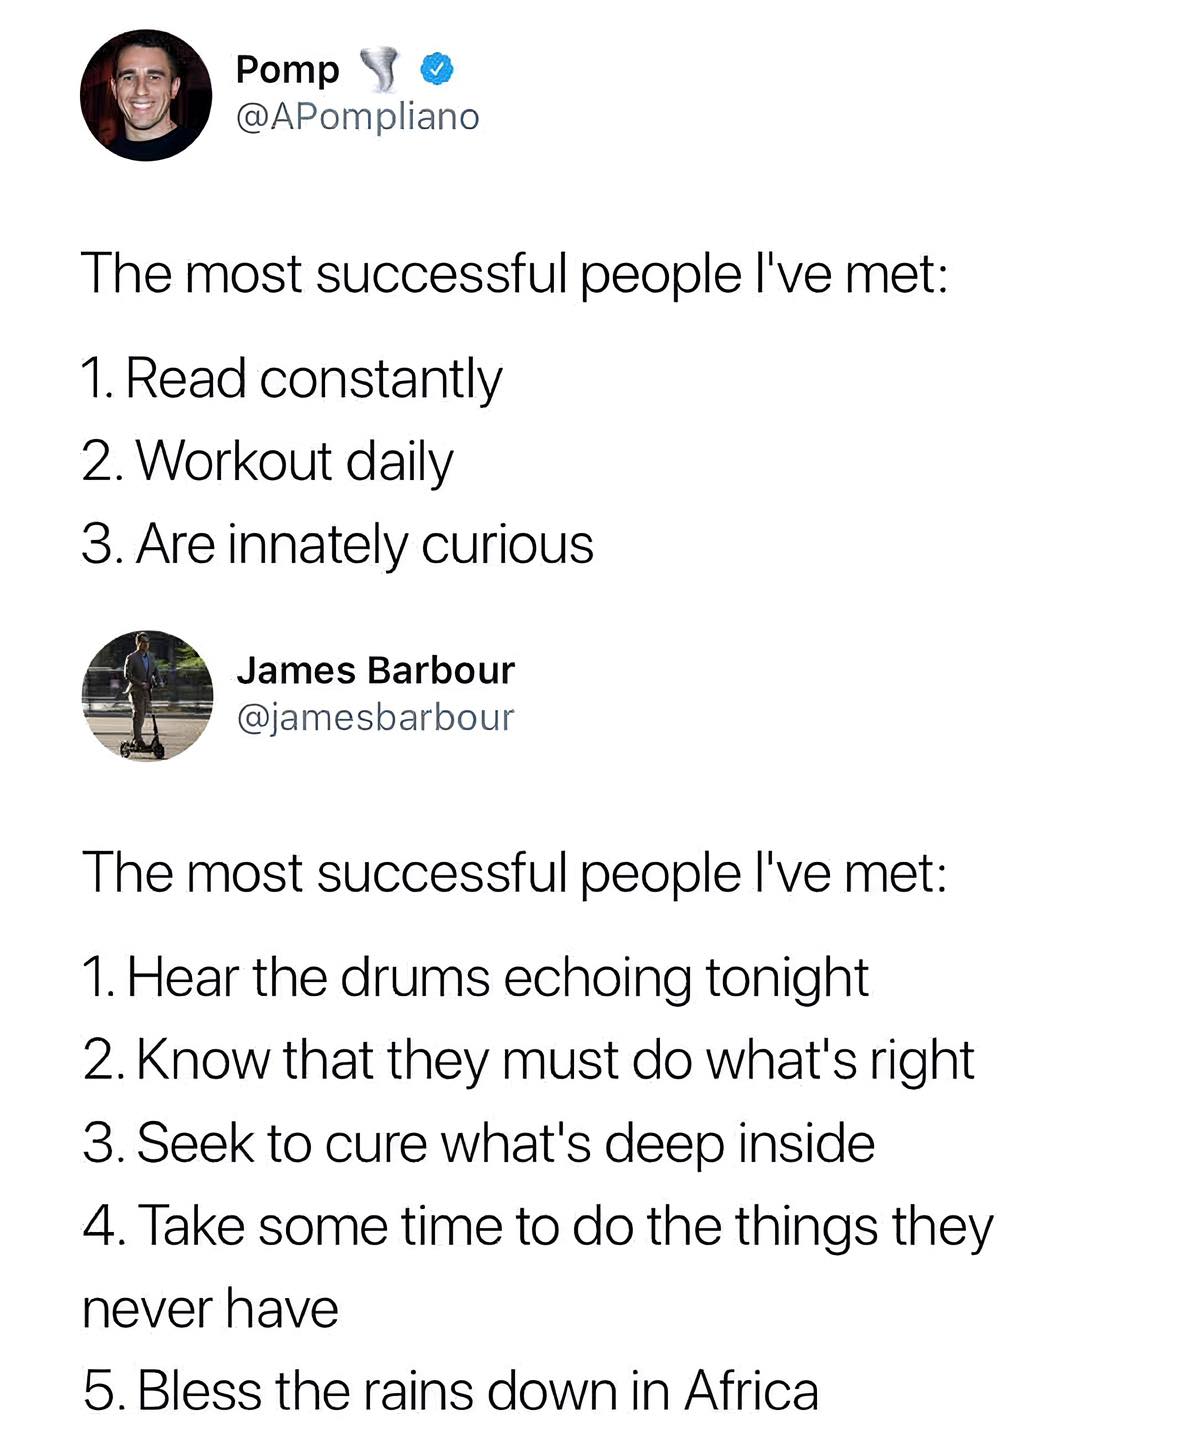 Pomp
@APompliano
The most successful people I've met:
1. Read constantly
2. Workout daily
3. Are innately curious
James Barbour
@jamesbarbour
The most successful people I've met:
1. Hear the drums echoing tonight
2. Know that they must do what's right
3. Seek to cure what's deep inside
4. Take some time to do the things they
never have
5. Bless the rains down in Africa